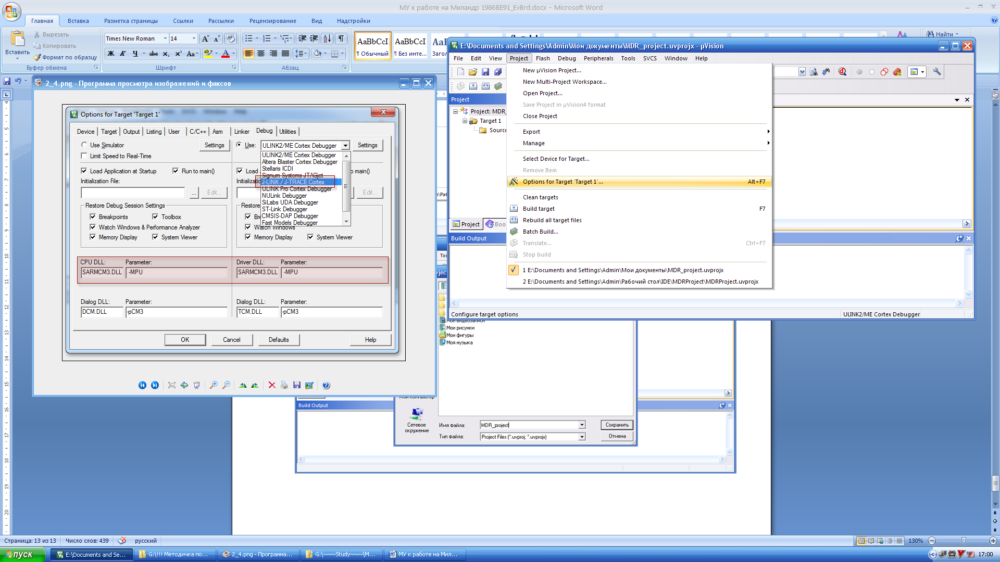 МУ к работе на Миландр 1986BE91_EvBrd.docx - Microsoft Word
Главная Вставка Разметка страницы Ссылки Рассылки Рецензирование Вид Надстройки
Вставить
Вырезать
Копировать
Формат по образцу
Буфер обмена
Times New Roman 14
Шрифт
Абзац
AaBbCcI AaBbCcI
¶ Обычный ¶ Без инте...
Найти
2_4.png - Программа просмотра изображений и факсов
Options for Target 'Target 1'
Device Target Output Listing User C/C++ Asm Linker Debug Utilities
Use Simulator Settings
Use: ULINK2/ME Cortex Debugger Settings
Limit Speed to Real-Time
ULINK2/ME Cortex Debugger
Altera Blaster Cortex Debugger
Stellaris ICDI
Signum Systems JTAGjet
J-LINK / J-TRACE Cortex
ULINK Pro Cortex Debugger
NULink Debugger
SiLabs UDA Debugger
ST-Link Debugger
CMSIS-DAP Debugger
Fast Models Debugger
Load Application at Startup Run to main()
Initialization File:
... Edit...
Edit...
Restore Debug Session Settings
Breakpoints Toolbox
Watch Windows & Performance Analyzer
Memory Display System Viewer
Watch Windows
Memory Display System Viewer
CPU DLL: Parameter: Driver DLL: Parameter:
SARMCM3.DLL -MPU SARMCM3.DLL -MPU
Dialog DLL: Parameter: Dialog DLL: Parameter:
DCM.DLL -pCM3 TCM.DLL -pCM3
OK Cancel Defaults Help
E:\Documents and Settings\Admin\Мои документы\MDR_project.uvprojx - µVision
File Edit View Project Flash Debug Peripherals Tools SVCS Window Help
Project
Project: MDR_
Target 1
Sourc
Project Boo
Build Output
New µVision Project...
New Multi-Project Workspace...
Open Project...
Save Project in µVision4 format
Close Project
Export
Manage
Select Device for Target...
Remove Item
Options for Target 'Target 1'... Alt+F7
Clean targets
Build target F7
Rebuild all target files
Batch Build...
Translate... Ctrl+F7
Stop build
1 E:\Documents and Settings\Admin\Мои документы\MDR_project.uvprojx
2 E:\Documents and Settings\Admin\Рабочий стол\IDE\MDRProject\MDRProject.uvprojx
Configure target options ULINK2/ME Cortex Debugger
Мои видеозаписи
Мои рисунки
Мои фигуры
Моя музыка
Мой компьютер
Build Output
Сетевое
окружение
Имя файла: MDR_project Сохранить
Тип файла: Project Files (*.uvproj; *.uvprojx) Отмена
Страница: 13 из 13 Число слов: 439 русский 130%
пуск
E:\Documents and Se...
G:\!!! Методичка по...
2_4.png - Программа...
G:\~~~Study~~~\М...
МУ к работе на Мил...
17:00